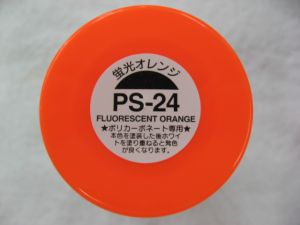 蛍光オレンジ
PS-24
FLUORESCENT ORANGE
★ポリカーボネート専用★
本色を塗装した後ホワイ
トを塗り重ねると発色
が良くなります。